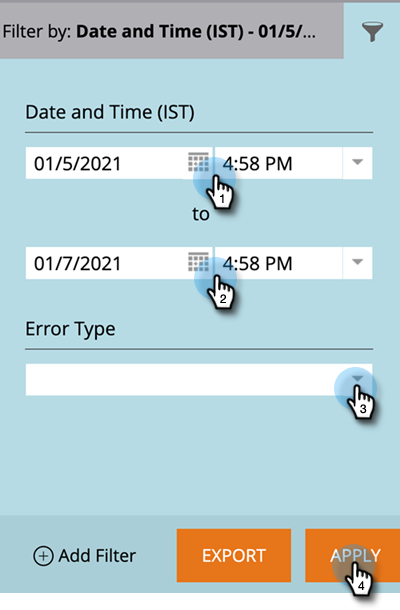 Filter by: Date and Time (IST) - 01/5/...
Date and Time (IST)
01/5/2021 4:58 PM
1
to
01/7/2021 4:58 PM
2
Error Type
3
Add Filter EXPORT APPLY
4